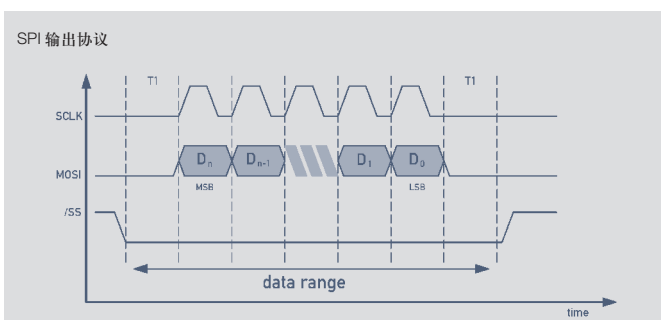 SPI 输出协议
T1 T1
SCLK
Dn Dn-1 D1 D0
MOSI
MSB LSB
/SS
data range
time